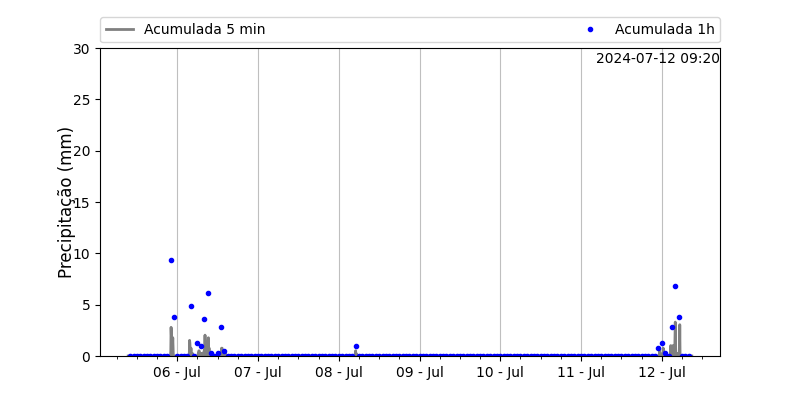 Acumulada 5 min
Acumulada 1h
2024-07-12 09:20
Precipitação (mm)
30
25
20
15
10
5
0
06 - Jul
07 - Jul
08 - Jul
09 - Jul
10 - Jul
11 - Jul
12 - Jul